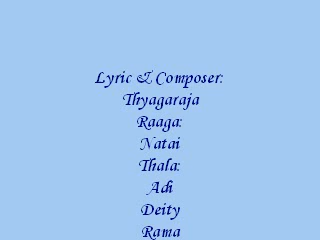 Lyric & Composer:
Thyagaraja
Raaga:
Natai
Thala:
Adi
Deity
Rama